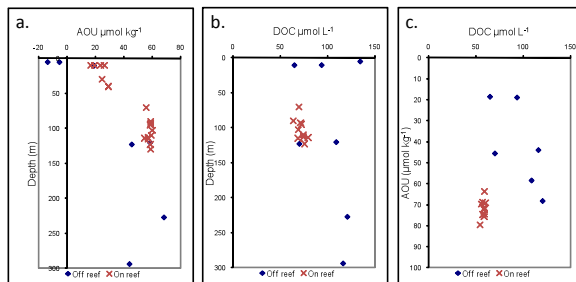 a.
AOU µmol kg⁻¹
-20 0 20 40 60 80
0
50
100
150
200
250
300
Depth (m)
Off reef On reef
b.
DOC µmol L⁻¹
0 50 100 150
0
50
100
150
200
250
300
Depth (m)
Off reef On reef
c.
DOC µmol L⁻¹
0 50 100 150
0
10
20
30
40
50
60
70
80
90
100
AOU (µmol kg⁻¹)
Off reef On reef